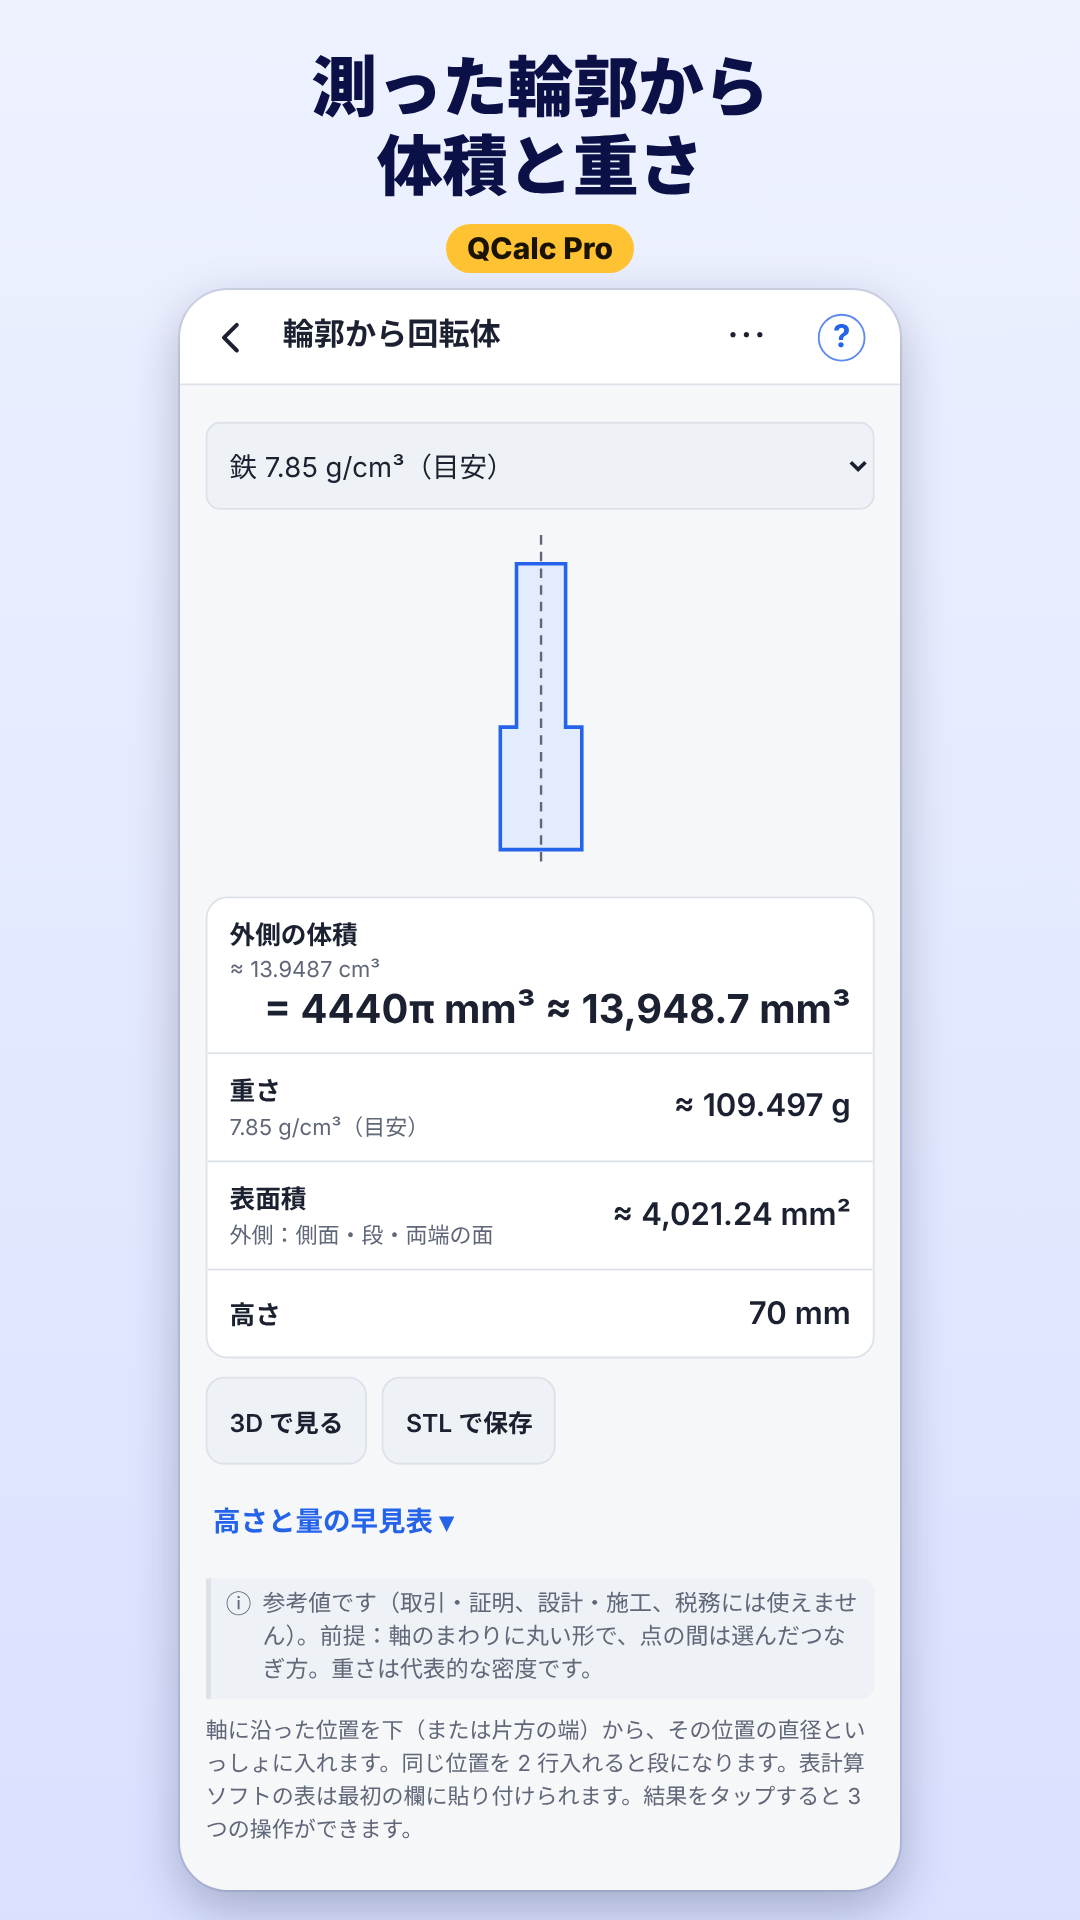 測った輪郭から
体積と重さ
QCalc Pro
輪郭から回転体
…
?
鉄 7.85 g/cm³（目安）
外側の体積
≈ 13.9487 cm³
= 4440π mm³ ≈ 13,948.7 mm³
重さ
≈ 109.497 g
7.85 g/cm³（目安）
表面積
≈ 4,021.24 mm²
外側：側面・段・両端の面
高さ
70 mm
3D で見る
STL で保存
高さと量の早見表 ▾
ⓘ 参考値です（取引・証明、設計・施工、税務には使えませ
ん）。前提：軸のまわりに丸い形で、点の間は選んだつな
ぎ方。重さは代表的な密度です。
軸に沿った位置を下（または片方の端）から、その位置の直径とい
っしょに入れます。同じ位置を 2 行入れると段になります。表計算
ソフトの表は最初の欄に貼り付けられます。結果をタップすると 3
つの操作ができます。